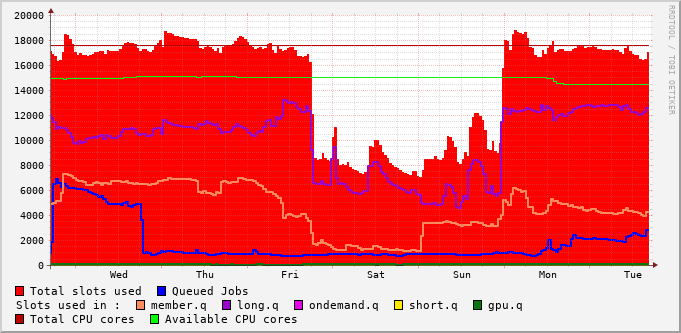 20000
18000
16000
14000
12000
10000
8000
6000
4000
2000
0
Wed Thu Fri Sat Sun Mon Tue
RRDTOOL / TOBI OETIKER
Total slots used Queued Jobs
Slots used in : member.q long.q ondemand.q short.q gpu.q
Total CPU cores Available CPU cores